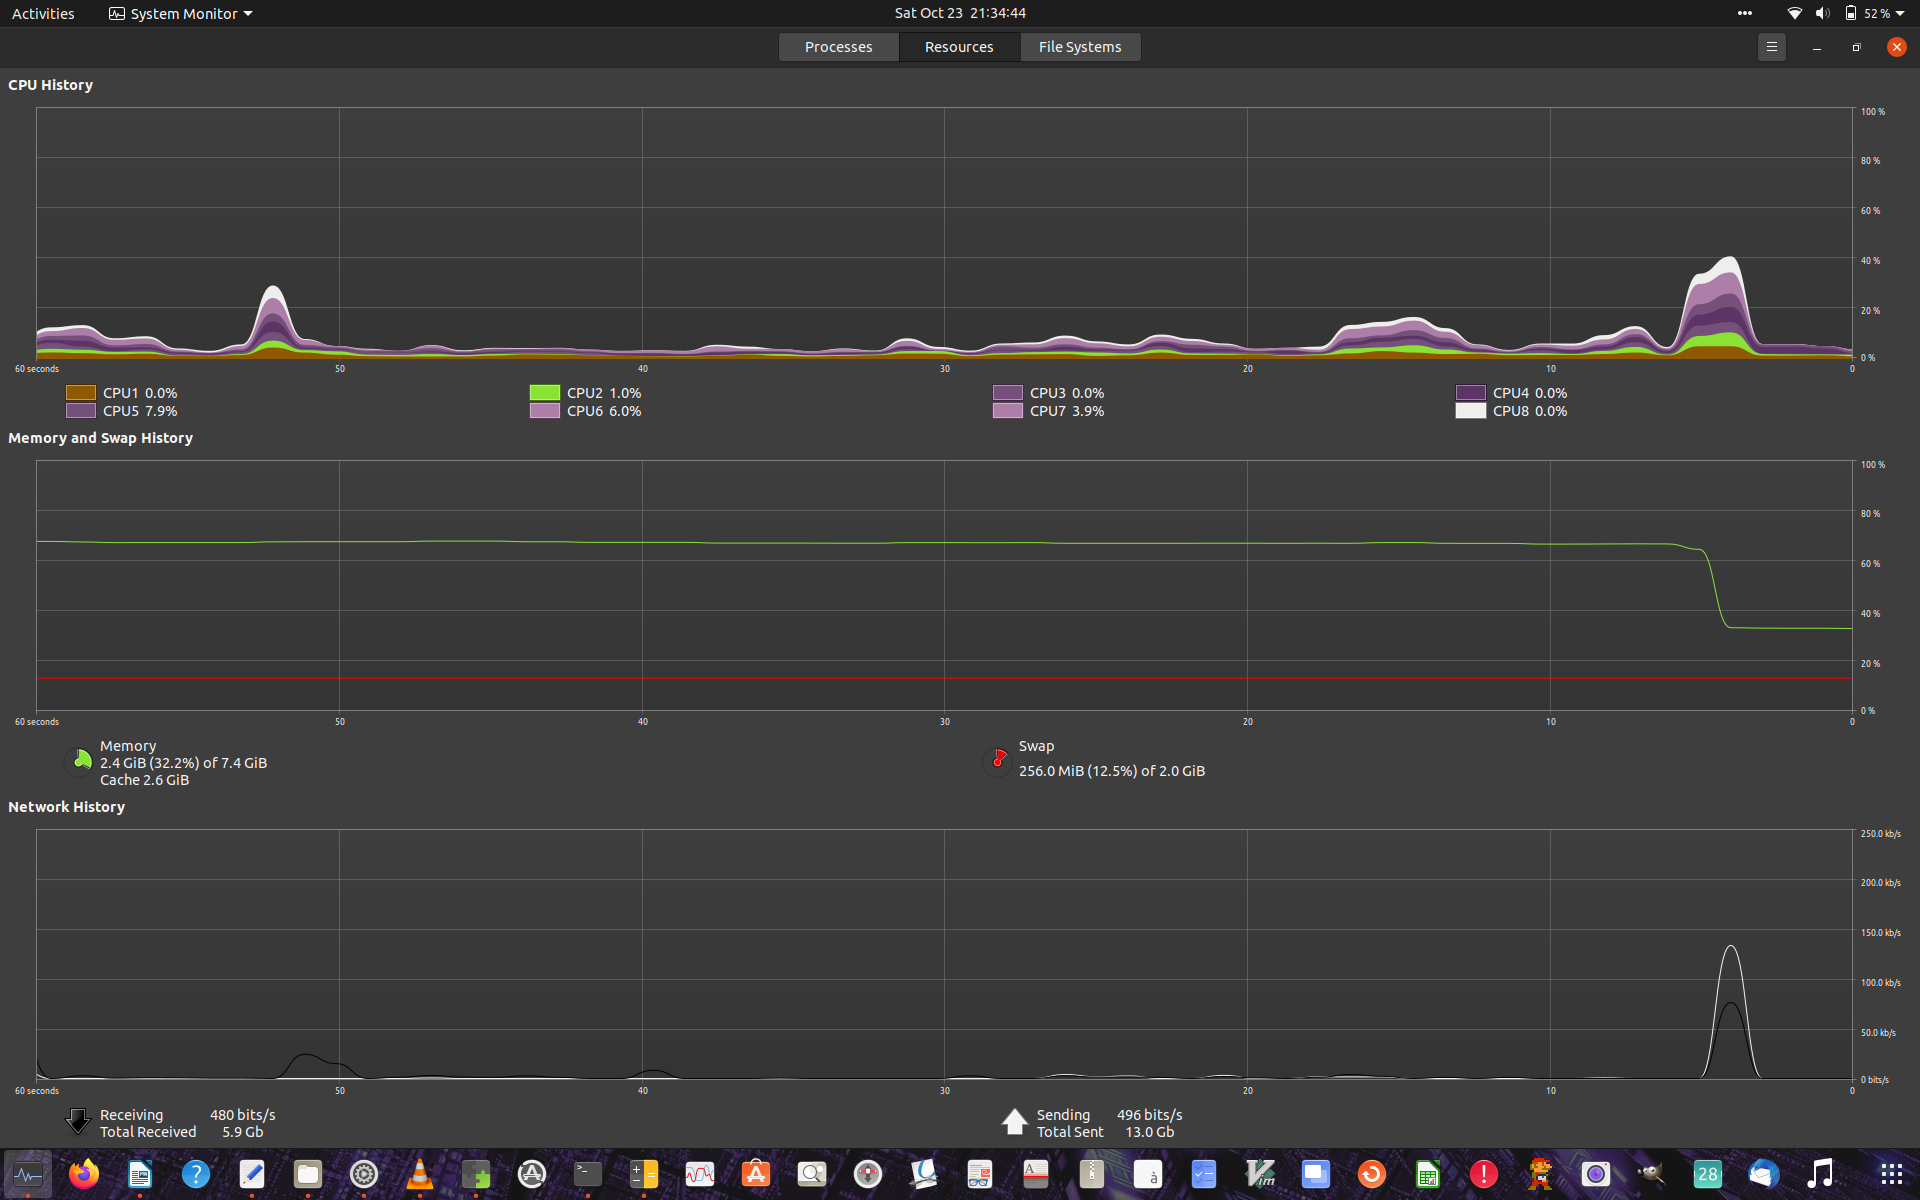 Activities
System Monitor
Sat Oct 23 21:34:44
52 %
Processes
Resources
File Systems
CPU History
100 %
80 %
60 %
40 %
20 %
0 %
60 seconds 50 40 30 20 10 0
CPU1 0.0% CPU2 1.0% CPU3 0.0% CPU4 0.0%
CPU5 7.9% CPU6 6.0% CPU7 3.9% CPU8 0.0%
Memory and Swap History
100 %
80 %
60 %
40 %
20 %
0 %
60 seconds 50 40 30 20 10 0
Memory
2.4 GiB (32.2%) of 7.4 GiB
Cache 2.6 GiB
Swap
256.0 MiB (12.5%) of 2.0 GiB
Network History
250.0 kb/s
200.0 kb/s
150.0 kb/s
100.0 kb/s
50.0 kb/s
0 bits/s
60 seconds 50 40 30 20 10 0
Receiving 480 bits/s
Total Received 5.9 Gb
Sending 496 bits/s
Total Sent 13.0 Gb
?
>_
A
à
Vim
!
28